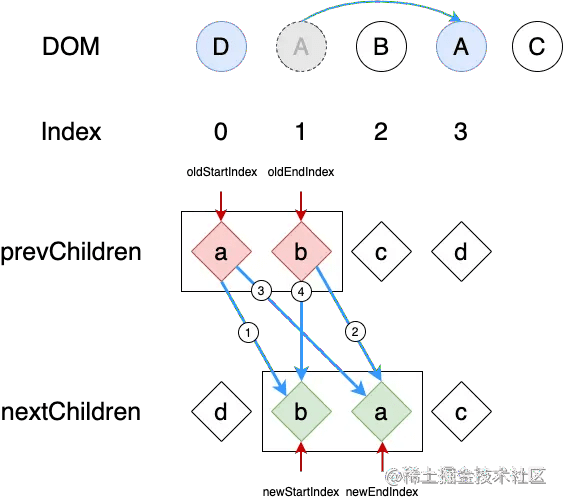 DOM D A B A C
Index 0 1 2 3
oldStartIndex oldEndIndex
prevChildren a b c d
3 4
1 2
nextChildren d b a c
@稀土掘金技术社区
newStartIndex newEndIndex